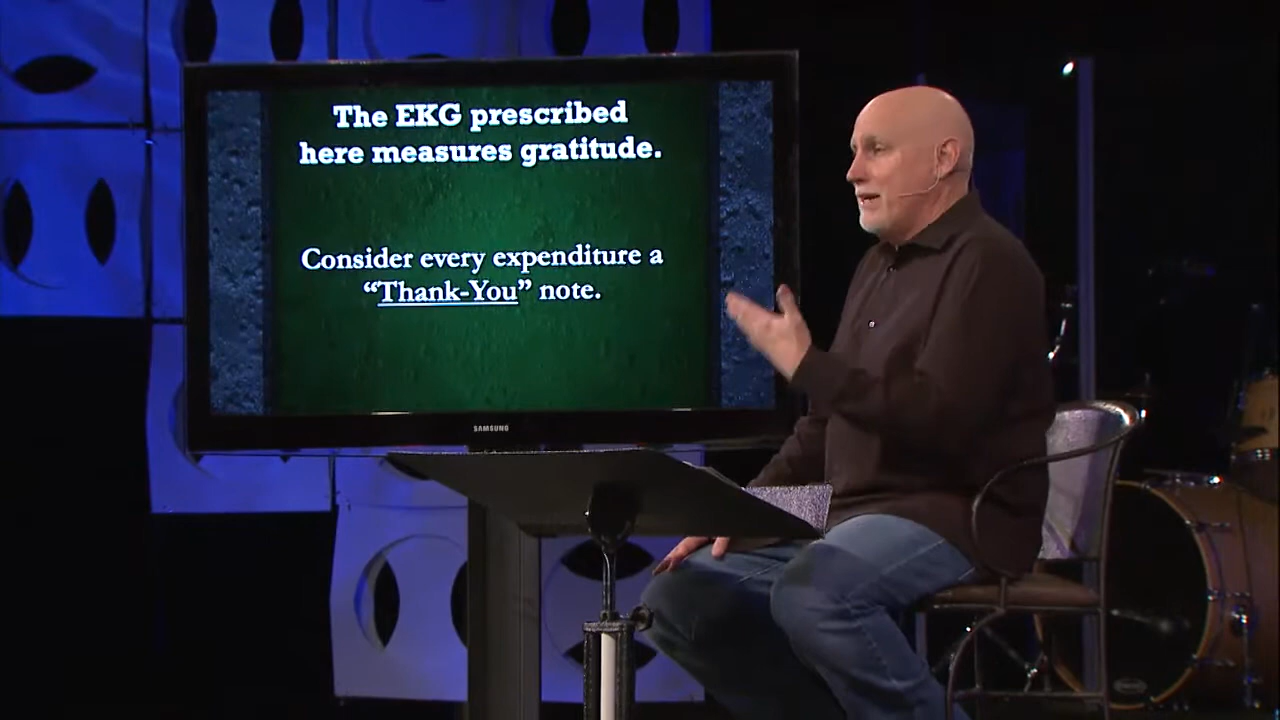 The EKG prescribed
here measures gratitude.
Consider every expenditure a
“Thank-You” note.
SAMSUNG